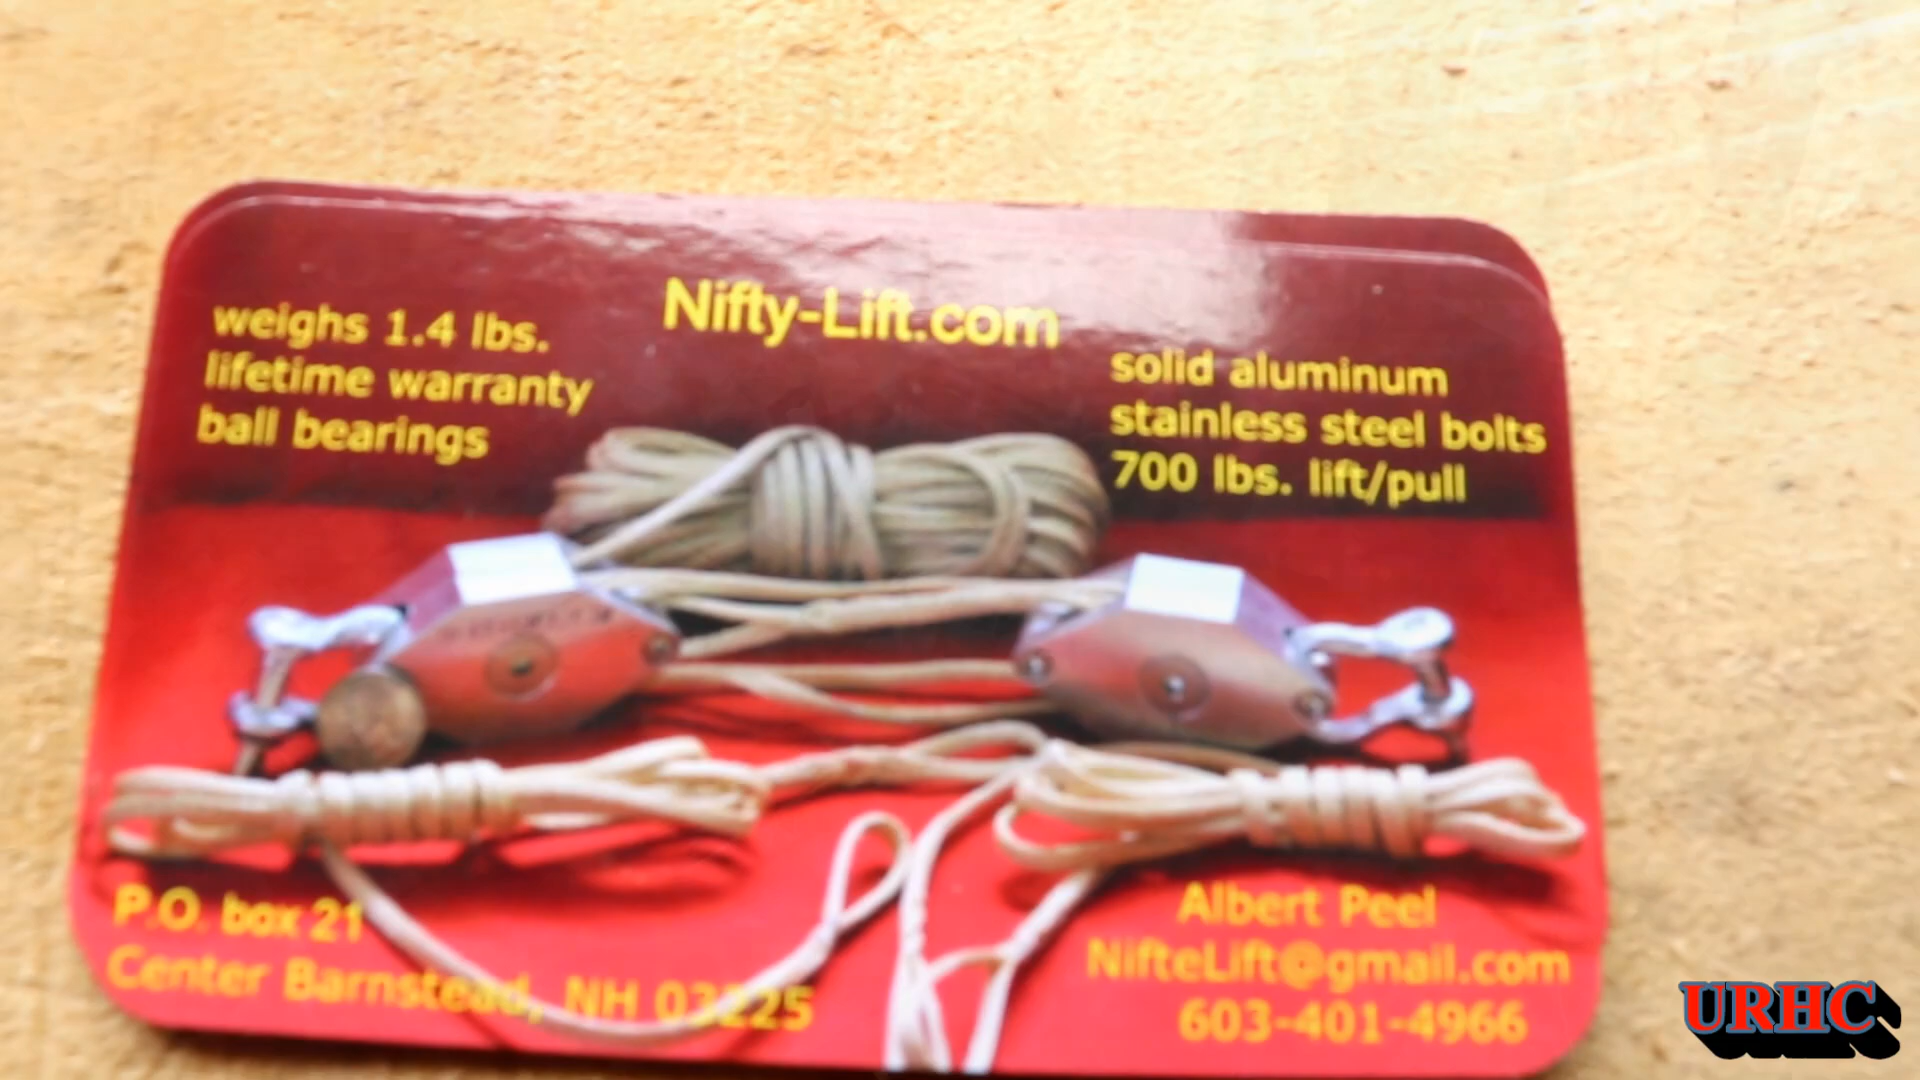 Nifty-Lift.com
weighs 1.4 lbs.
lifetime warranty
ball bearings
solid aluminum
stainless steel bolts
700 lbs. lift/pull
P.O. box 21
Center Barnstead, NH 03225
Albert Peel
NifteLift@gmail.com
603-401-4966
URHC